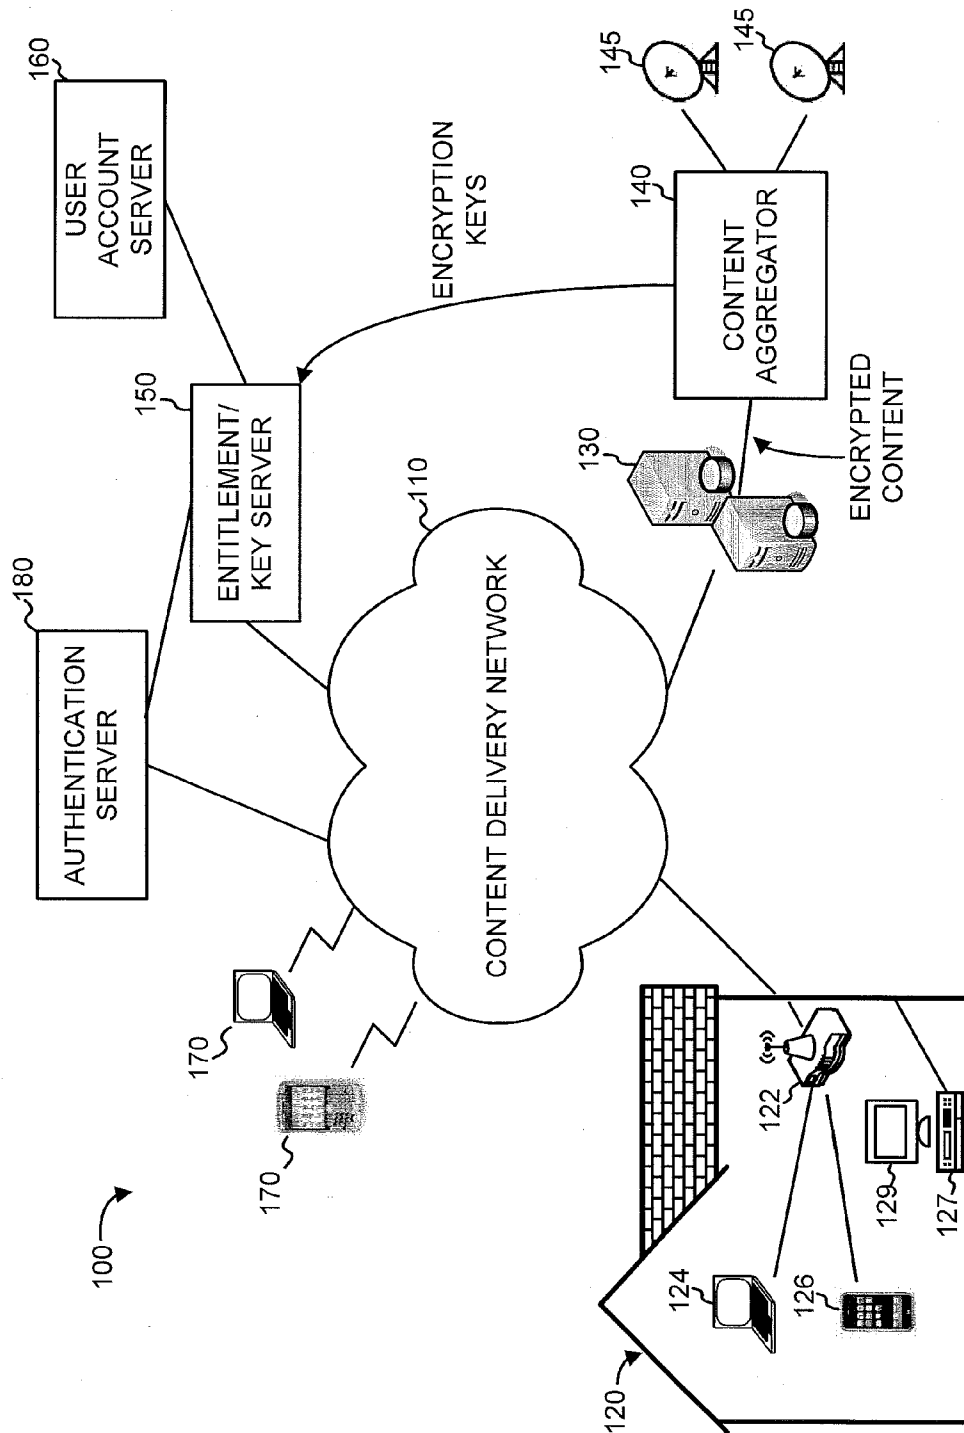 100
170
170
AUTHENTICATION
SERVER
180
ENTITLEMENT/
KEY SERVER
150
USER
ACCOUNT
SERVER
160
CONTENT DELIVERY NETWORK
110
ENCRYPTION
KEYS
120
124
126
122
129
127
130
ENCRYPTED
CONTENT
CONTENT
AGGREGATOR
140
145
145